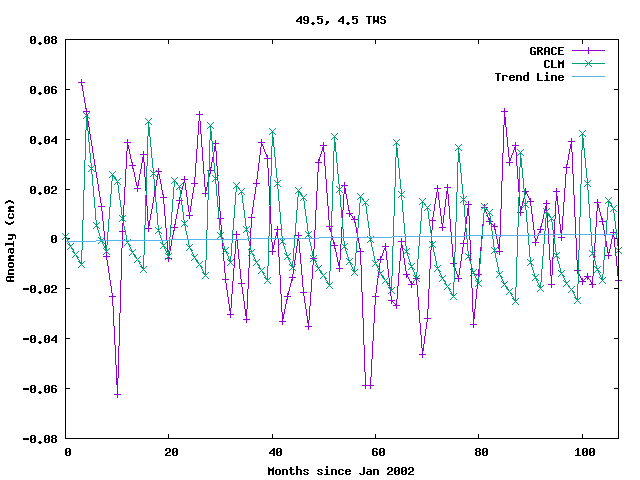 49.5, 4.5 TWS
GRACE
CLM
Trend Line
0.08
0.06
0.04
0.02
0
-0.02
-0.04
-0.06
-0.08
Anomaly (cm)
0 20 40 60 80 100
Months since Jan 2002